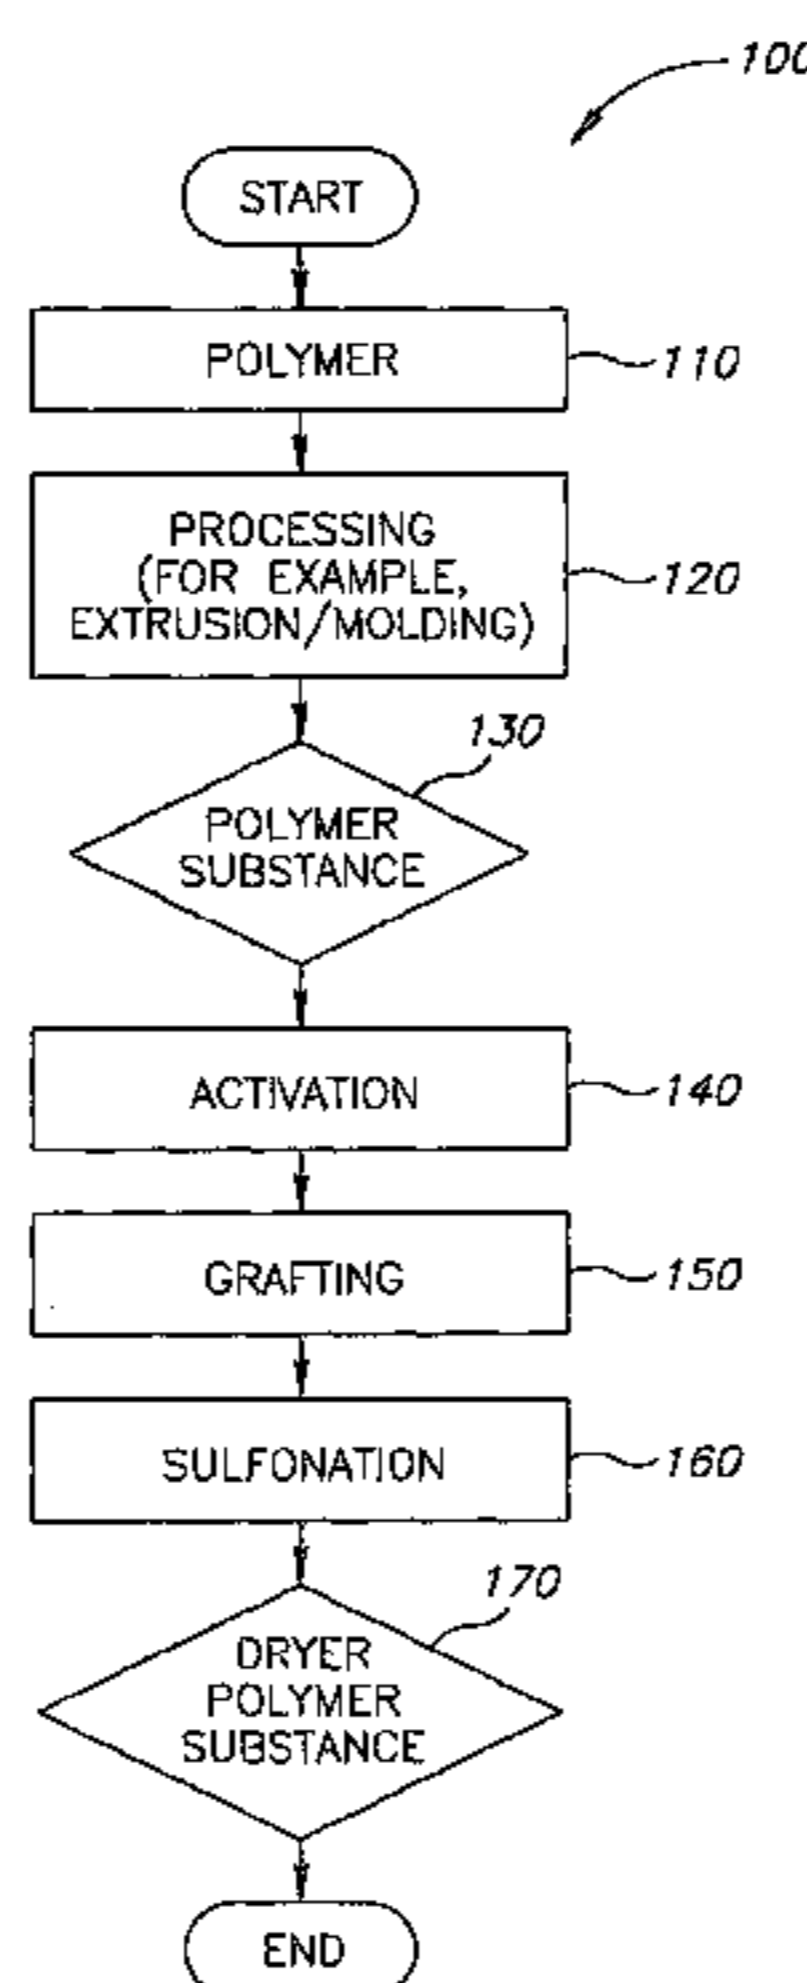 100
START
POLYMER
110
PROCESSING
(FOR EXAMPLE,
EXTRUSION/MOLDING)
120
130
POLYMER
SUBSTANCE
ACTIVATION
140
GRAFTING
150
SULFONATION
160
170
DRYER
POLYMER
SUBSTANCE
END